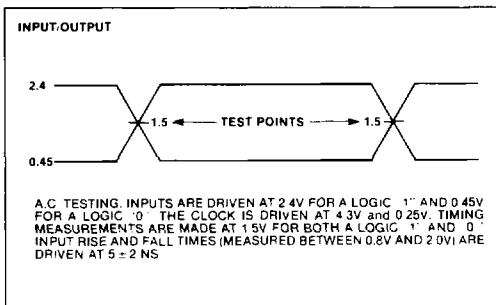 INPUT/OUTPUT
2.4
1.5 TEST POINTS 1.5
0.45
A.C TESTING. INPUTS ARE DRIVEN AT 2.4V FOR A LOGIC "1" AND 0.45V
FOR A LOGIC "0" THE CLOCK IS DRIVEN AT 4.3V and 0.25V. TIMING
MEASUREMENTS ARE MADE AT 1.5V FOR BOTH A LOGIC "1" AND "0"
INPUT RISE AND FALL TIMES (MEASURED BETWEEN 0.8V AND 2.0V) ARE
DRIVEN AT 5 ± 2 NS